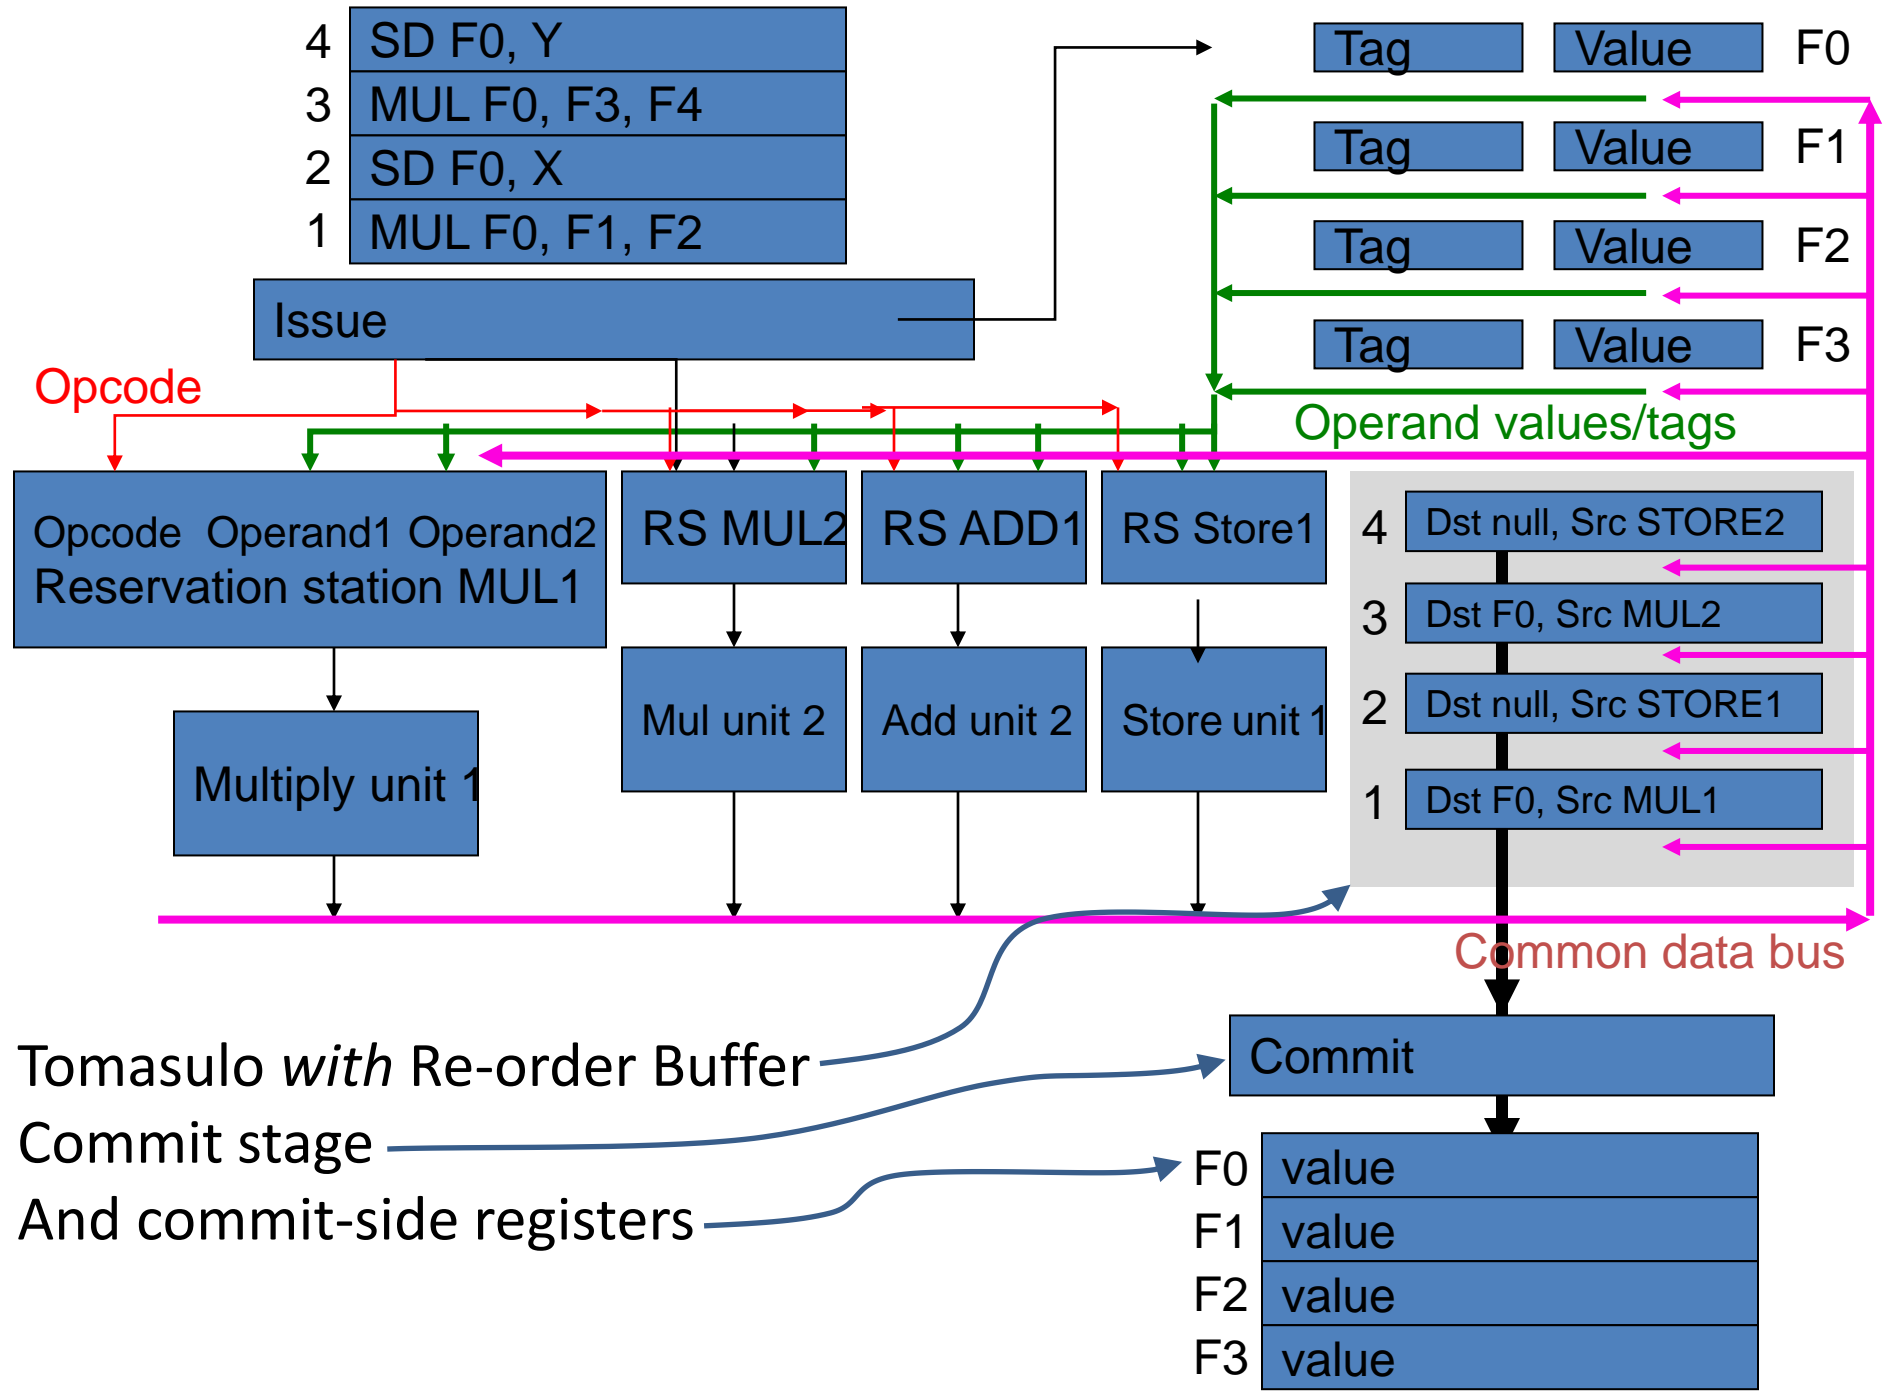 4 SD F0, Y
3 MUL F0, F3, F4
2 SD F0, X
1 MUL F0, F1, F2
Issue
Tag Value F0
Tag Value F1
Tag Value F2
Tag Value F3
Opcode
Operand values/tags
Opcode Operand1 Operand2
Reservation station MUL1
RS MUL2
RS ADD1
RS Store1
4 Dst null, Src STORE2
3 Dst F0, Src MUL2
2 Dst null, Src STORE1
1 Dst F0, Src MUL1
Multiply unit 1
Mul unit 2
Add unit 2
Store unit 1
Common data bus
Tomasulo with Re-order Buffer
Commit stage
And commit-side registers
Commit
F0 value
F1 value
F2 value
F3 value